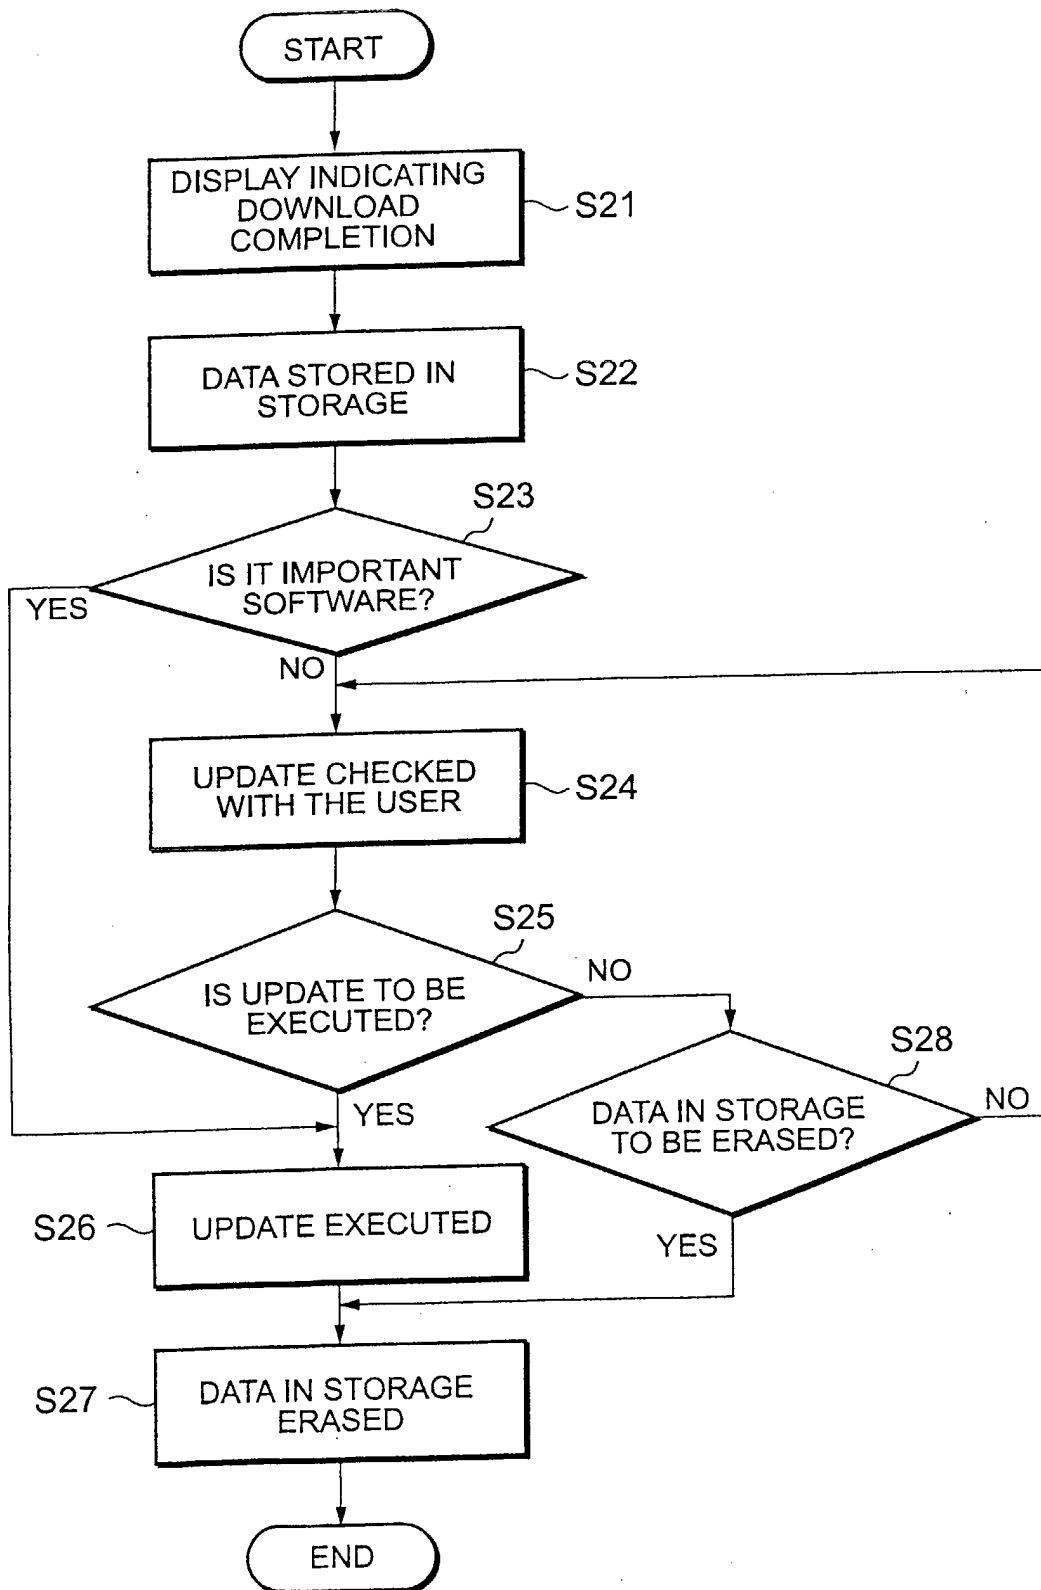 START
DISPLAY INDICATING
DOWNLOAD
COMPLETION
S21
DATA STORED IN
STORAGE
S22
S23
IS IT IMPORTANT
SOFTWARE?
YES
NO
UPDATE CHECKED
WITH THE USER
S24
S25
IS UPDATE TO BE
EXECUTED?
NO
YES
S28
DATA IN STORAGE
TO BE ERASED?
NO
YES
S26
UPDATE EXECUTED
S27
DATA IN STORAGE
ERASED
END